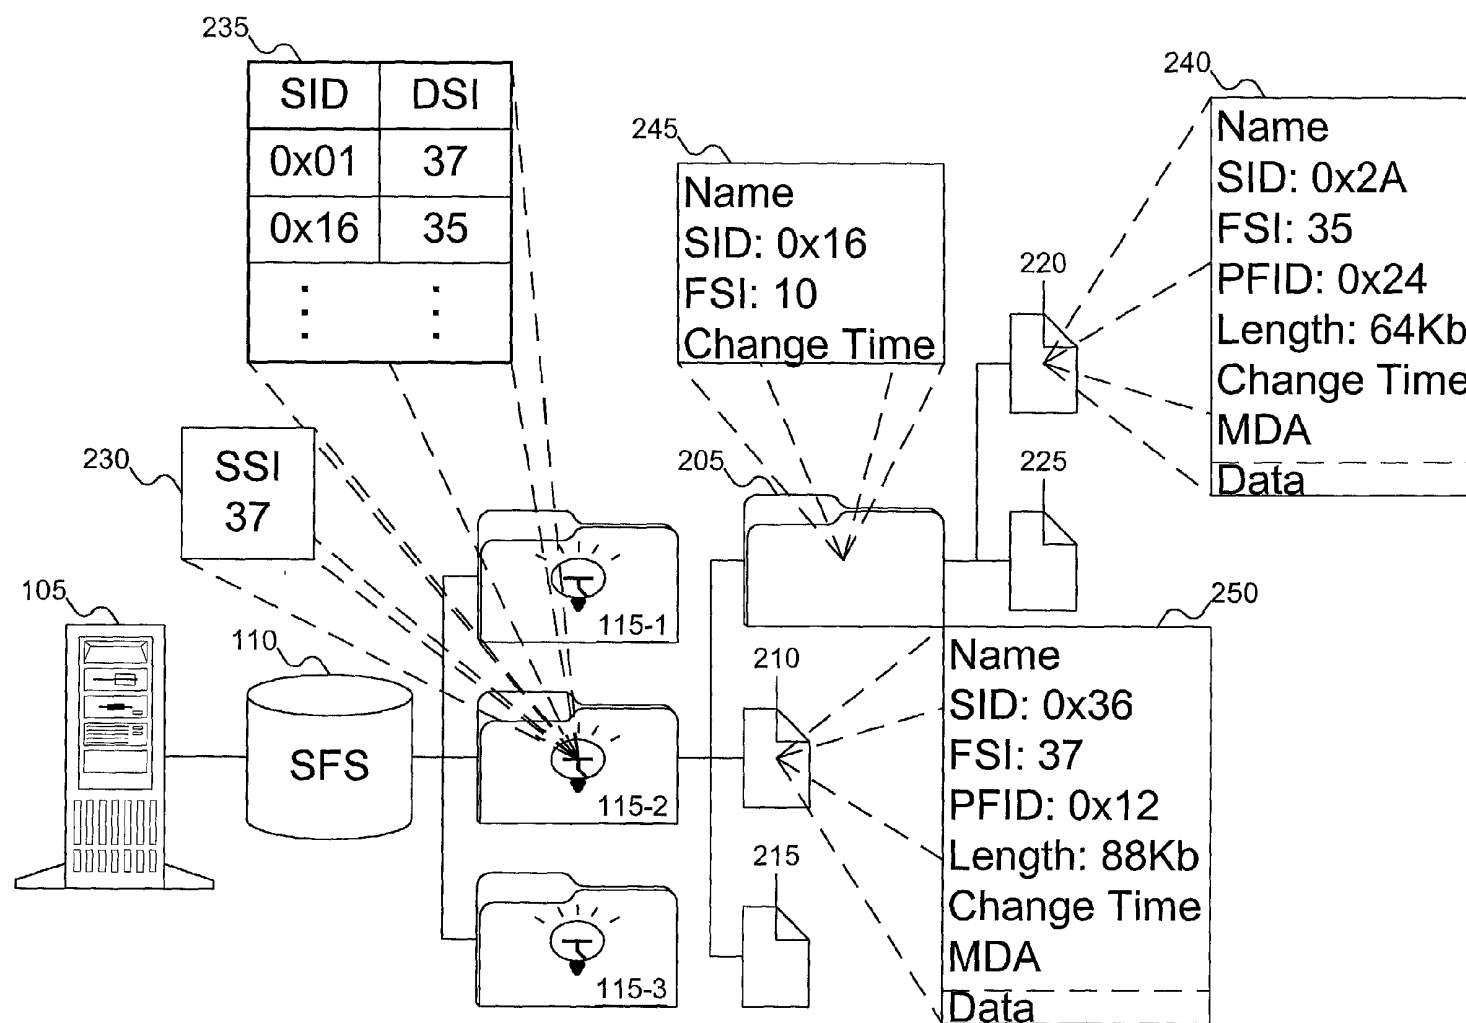 235
SID DSI
0x01 37
0x16 35
245
Name
SID: 0x16
FSI: 10
Change Time
240
Name
SID: 0x2A
FSI: 35
PFID: 0x24
Length: 64Kb
Change Time
MDA
Data
220
225
230
SSI
37
205
105
110
SFS
115-1
115-2
115-3
210
215
250
Name
SID: 0x36
FSI: 37
PFID: 0x12
Length: 88Kb
Change Time
MDA
Data